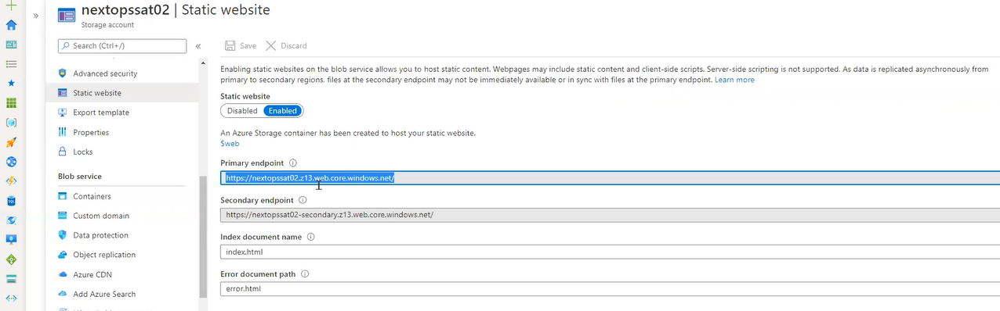 nextopssat02 | Static website
Storage account
Search (Ctrl+/)
Advanced security
Static website
Export template
Properties
Locks
Blob service
Containers
Custom domain
Data protection
Object replication
Azure CDN
Add Azure Search
Save
Discard
Enabling static websites on the blob service allows you to host static content. Webpages may include static content and client-side scripts. Server-side scripting is not supported. As data is replicated asynchronously from
primary to secondary regions. files at the secondary endpoint may not be immediately available or in sync with files at the primary endpoint. Learn more
Static website
Disabled
Enabled
An Azure Storage container has been created to host your static website.
$web
Primary endpoint
https://nextopssat02.z13.web.core.windows.net/
Secondary endpoint
https://nextopssat02-secondary.z13.web.core.windows.net/
Index document name
index.html
Error document path
error.html